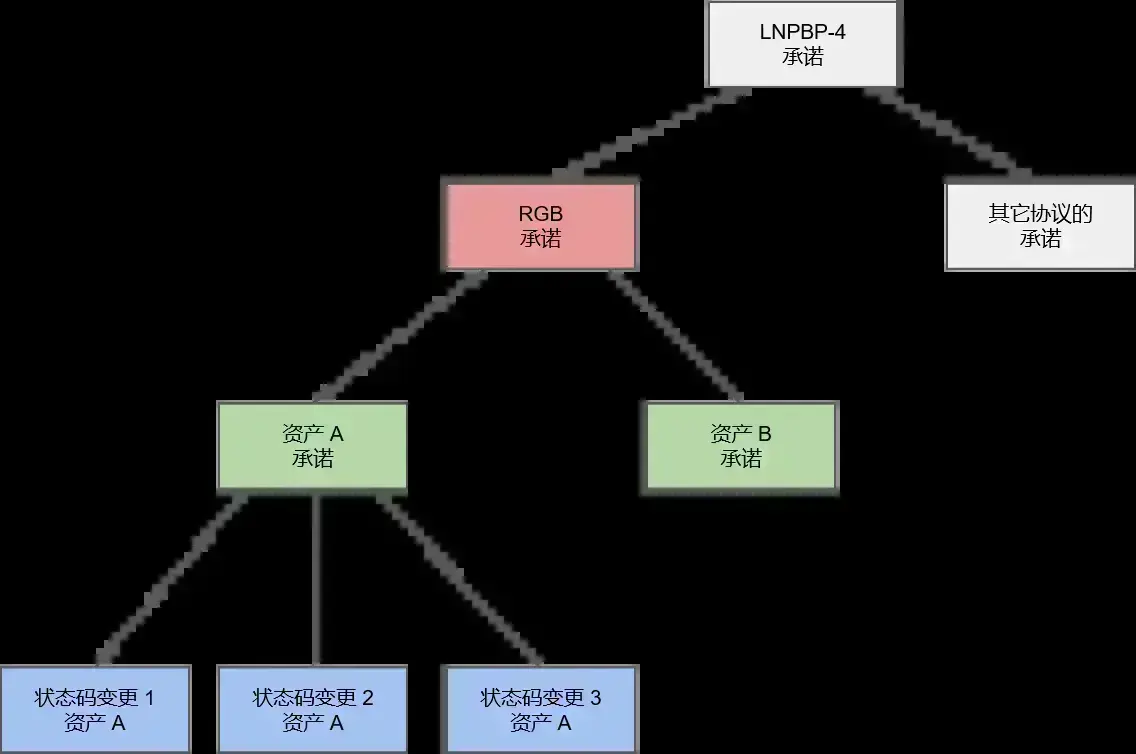 LNPBP-4
承诺
RGB
承诺
其它协议的
承诺
资产 A
承诺
资产 B
承诺
状态码变更 1
资产 A
状态码变更 2
资产 A
状态码变更 3
资产 A